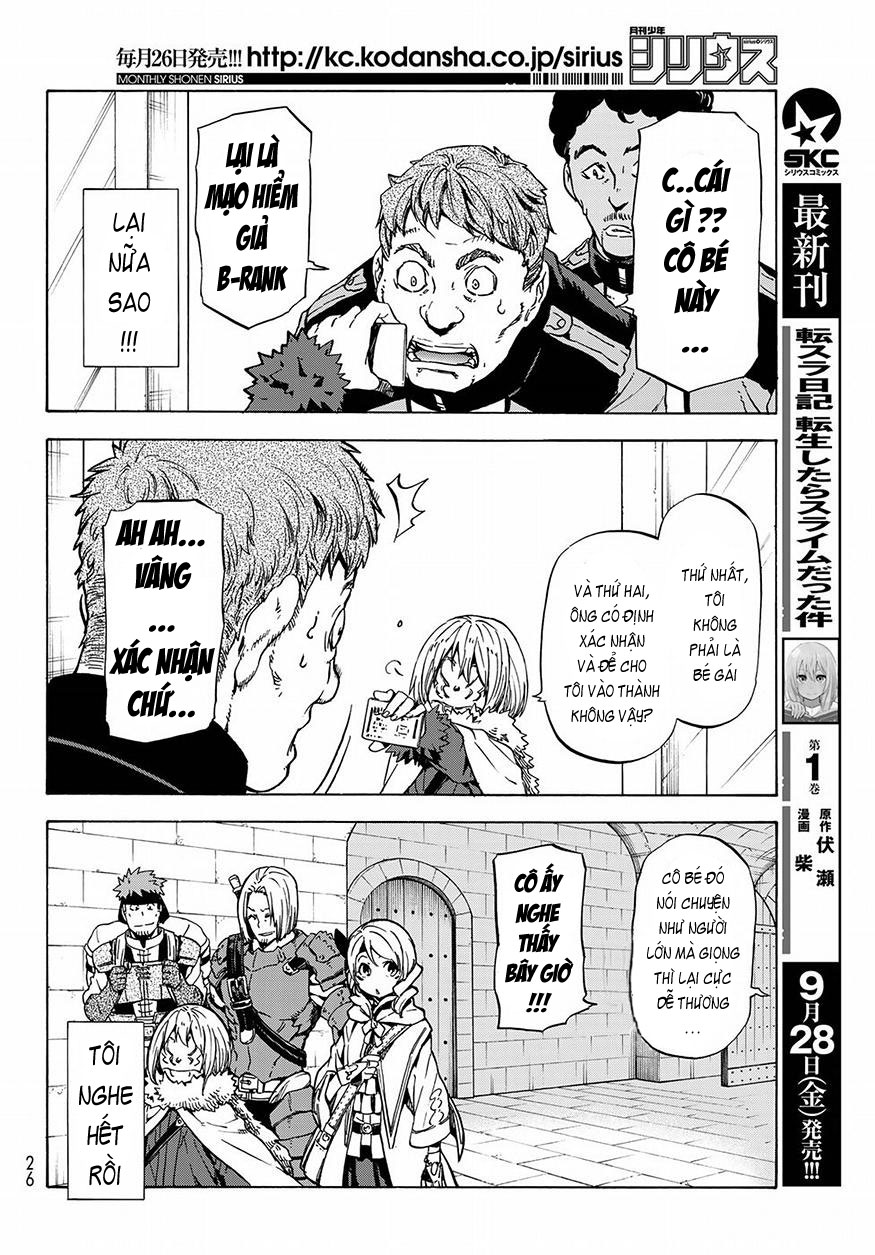 毎月26日発売!!! http://kc.kodansha.co.jp/sirius
MONTHLY SHONEN SIRIUS
月刊少年
シリウス
C..CÁI
GÌ ??
CÔ BÉ
NÀY
...
LẠI LÀ
MẠO HIỂM
GIẢ
B-RANK
LẠI
NỮA
SAO
!!!
THỨ NHẤT,
TÔI
KHÔNG
PHẢI LÀ
BÉ GÁI
VÀ THỨ HAI,
ÔNG CÓ ĐỊNH
XÁC NHẬN
VÀ ĐỂ CHO
TÔI VÀO THÀNH
KHÔNG VẬY?
AH AH...
VÂNG
...
XÁC NHẬN
CHỨ...
CÔ BÉ ĐÓ
NÓI CHUYỆN
NHƯ NGƯỜI
LỚN MÀ GIỌNG
THÌ LẠI CỰC
DỄ THƯƠNG
...
CÔ ẤY
NGHE
THẤY
BÂY GIỜ
!!!
TÔI
NGHE
HẾT
RỒI
26
SKC
シリウスコミックス
最新刊
転スラ日記 転生したらスライムだった件
第1巻
原作 伏瀬
漫画 柴
9月28日(金)発売!!!